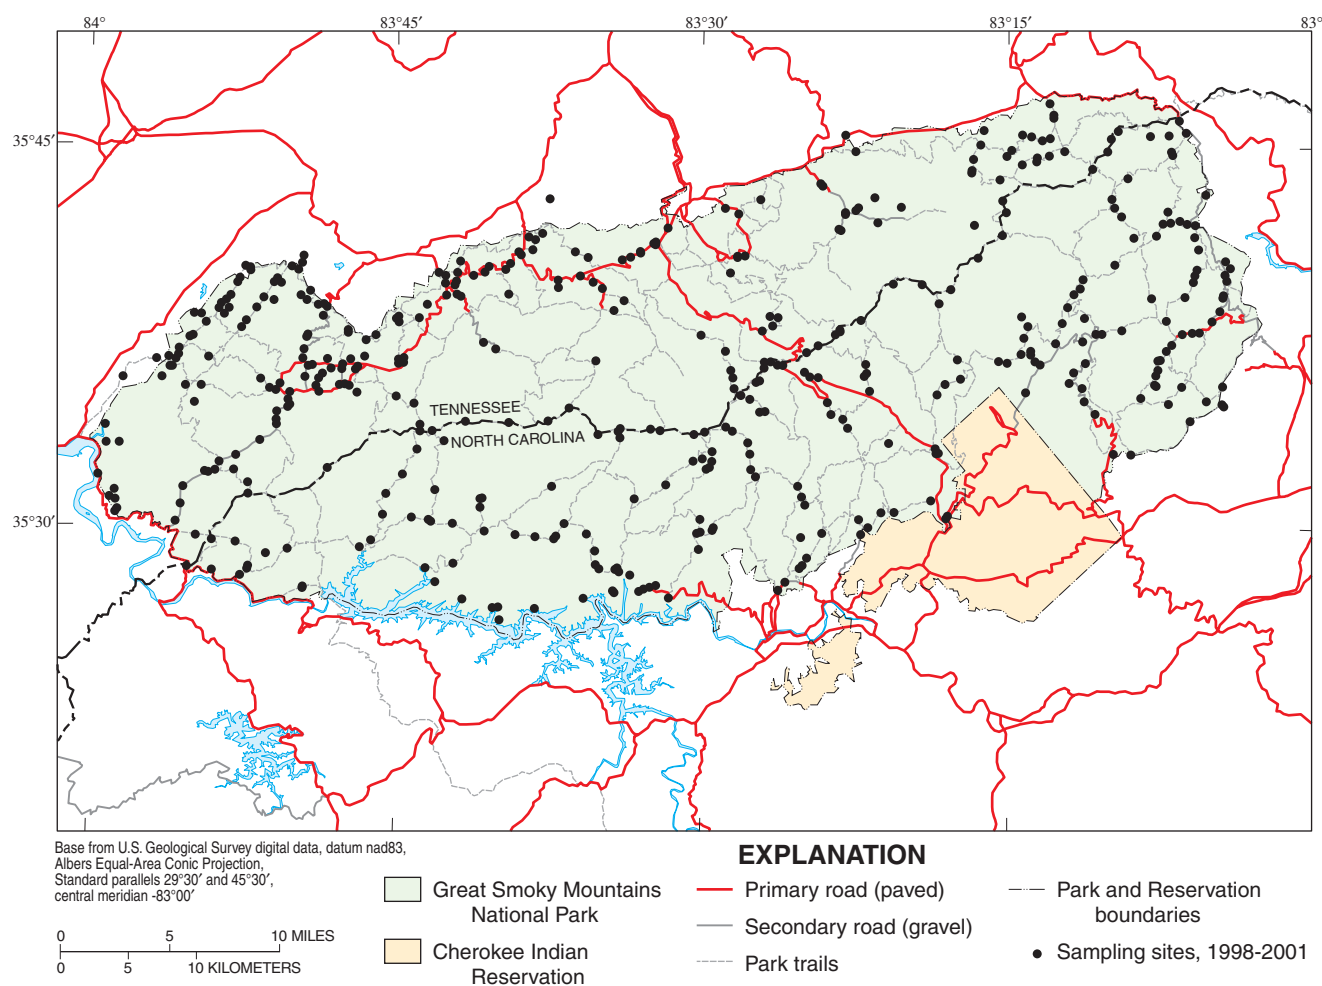 84°
83°45′
83°30′
83°15′
83°
35°45′
35°30′
TENNESSEE
NORTH CAROLINA
Base from U.S. Geological Survey digital data, datum nad83,
Albers Equal-Area Conic Projection,
Standard parallels 29°30′ and 45°30′,
central meridian -83°00′
0 5 10 MILES
0 5 10 KILOMETERS
EXPLANATION
Great Smoky Mountains
National Park
Cherokee Indian
Reservation
Primary road (paved)
Secondary road (gravel)
Park trails
Park and Reservation
boundaries
Sampling sites, 1998-2001